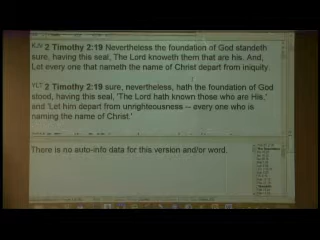 KJV 2 Timothy 2:19 Nevertheless the foundation of God standeth
sure, having this seal, The Lord knoweth them that are his. And,
Let every one that nameth the name of Christ depart from iniquity.
YLT 2 Timothy 2:19 sure, nevertheless, hath the foundation of God
stood, having this seal, 'The Lord hath known those who are His,'
and 'Let him depart from unrighteousness -- every one who is
naming the name of Christ.'
There is no auto-info data for this version and/or word.